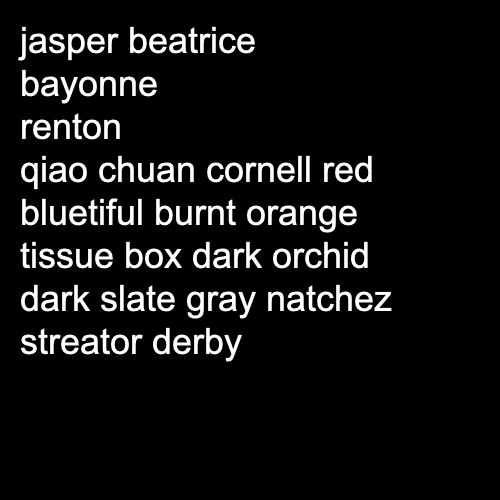 jasper beatrice
bayonne
renton
qiao chuan cornell red
bluetiful burnt orange
tissue box dark orchid
dark slate gray natchez
streator derby